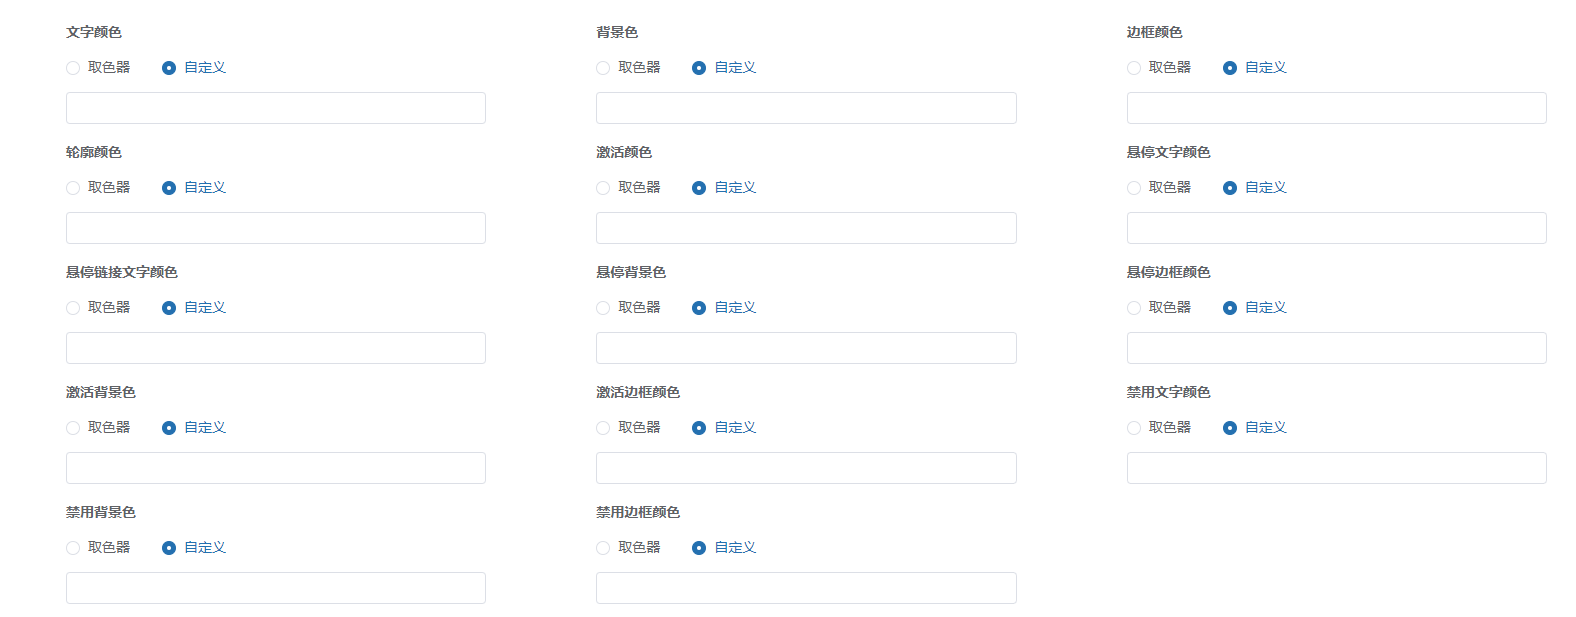 文字颜色 背景色 边框颜色
取色器 自定义 取色器 自定义 取色器 自定义
轮廓颜色 激活颜色 悬停文字颜色
取色器 自定义 取色器 自定义 取色器 自定义
悬停链接文字颜色 悬停背景色 悬停边框颜色
取色器 自定义 取色器 自定义 取色器 自定义
激活背景色 激活边框颜色 禁用文字颜色
取色器 自定义 取色器 自定义 取色器 自定义
禁用背景色 禁用边框颜色
取色器 自定义 取色器 自定义